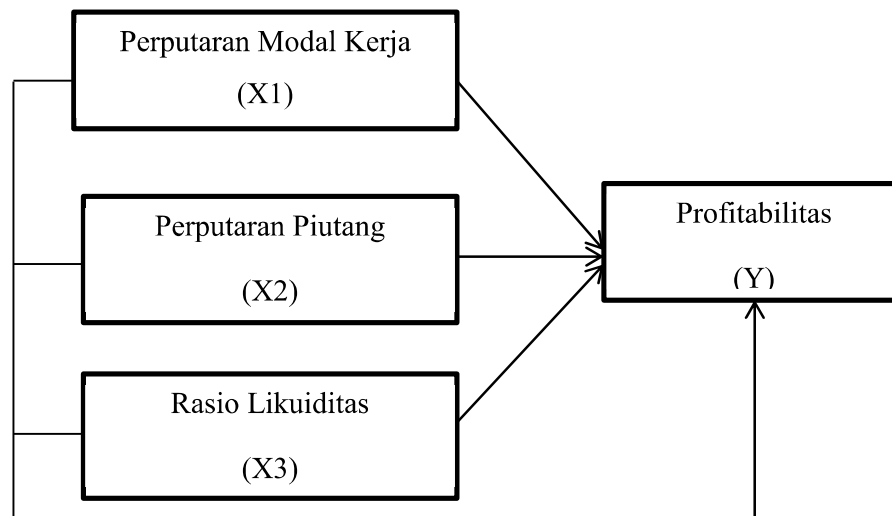 Perputaran Modal Kerja
(X1)
Perputaran Piutang
(X2)
Profitabilitas
(Y)
Rasio Likuiditas
(X3)